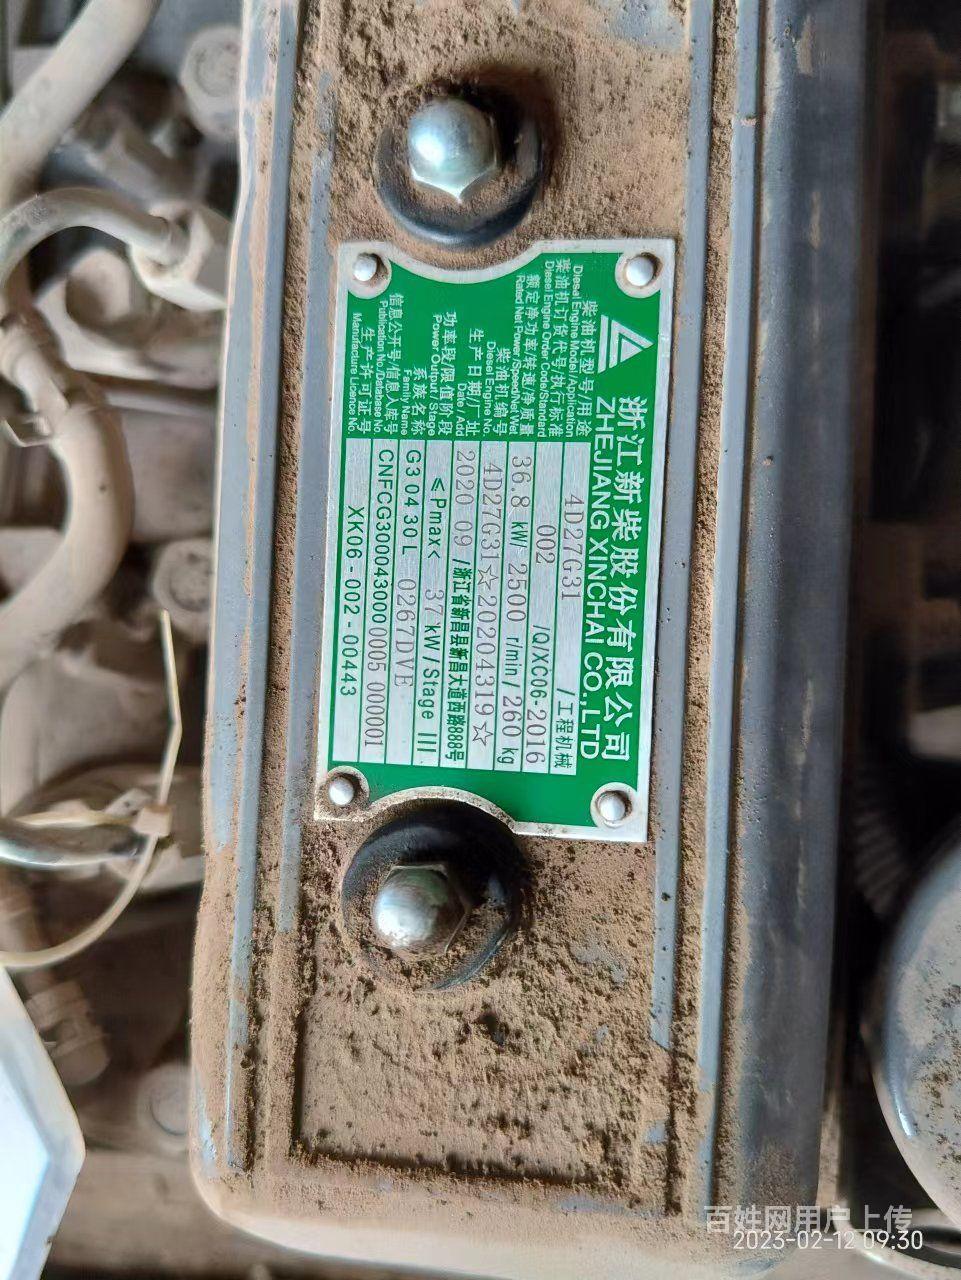 浙江新柴股份有限公司
ZHEJIANG XINCHAI CO.,LTD
柴油机型号/用途 4D27G31 /工程机械
Diesel Engine Model/Application
柴油机订货代号/执行标准 002 /Q/XC06-2016
Diesel Engine Order Code/Standard
额定净功率/转速/净质量 36.8 kW/ 2500 r/min/ 260 kg
Rated Net Power/Speed/Net Wet
柴油机编号 4D27G31☆202043 19☆
Diesel Engine No.
生产日期/厂址 2020 09 /浙江省新昌县新昌大道西路888号
Date / Add
功率段/限值阶段 ≤Pmax< 37 kW/Stage III
Power Output/ Stage
系族名称 G30430L 0267DVE
Family Name
信息公开号/信息入库号 CNFCG30004300000005 000001
Publication No./Database No.
生产许可证号 XK06-002-00443
Manufacture Licence No.
百姓网用户上传
2023-02-12 09:30